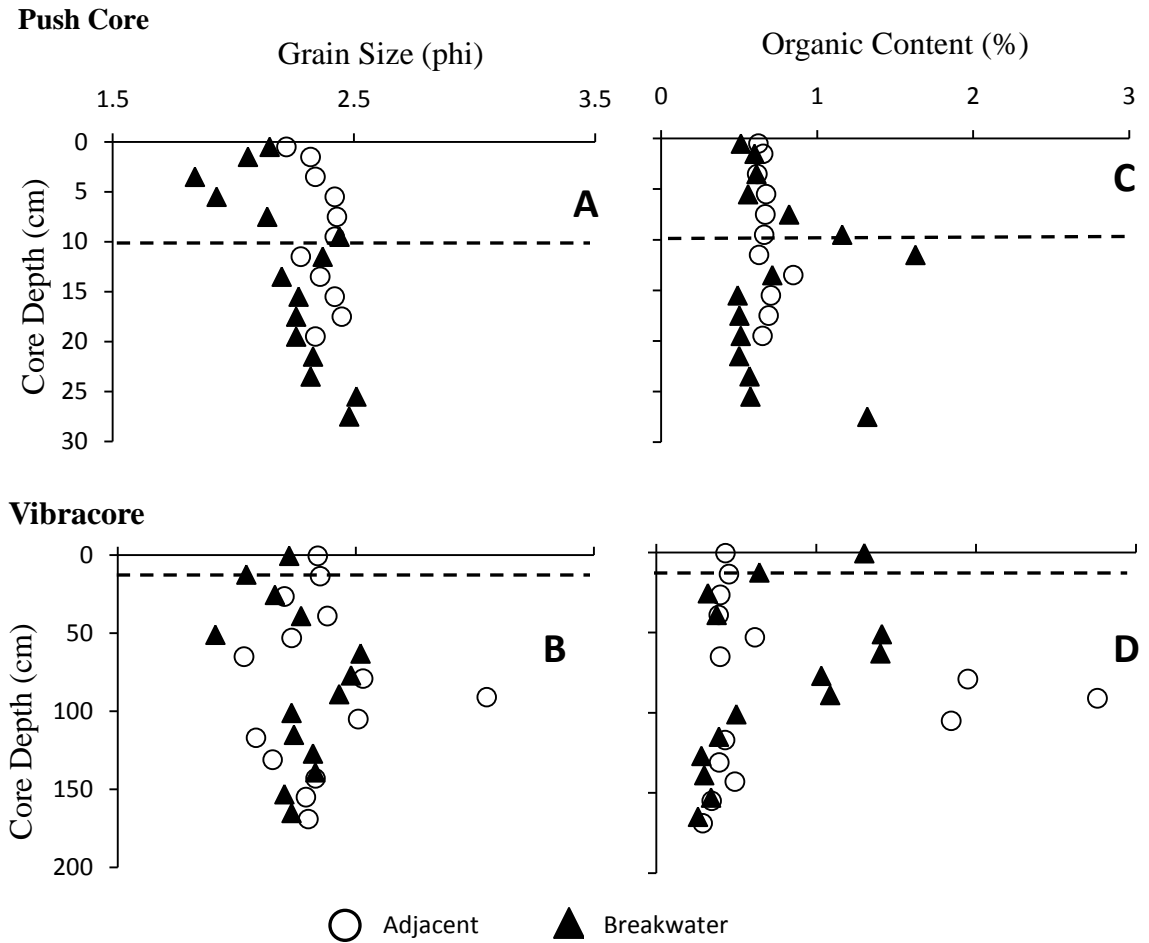 Push Core
Grain Size (phi)
Organic Content (%)
1.5 2.5 3.5
0 1 2 3
0
5
10
15
20
25
30
Core Depth (cm)
A
C
Vibracore
0
50
100
150
200
Core Depth (cm)
B
D
Adjacent
Breakwater